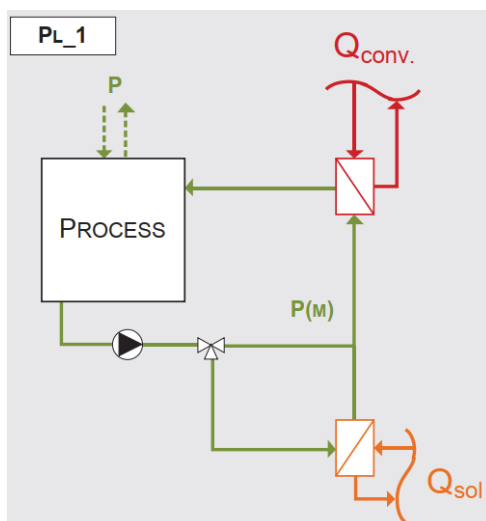 PL_1
Qconv.
P
PROCESS
P(M)
Qsol